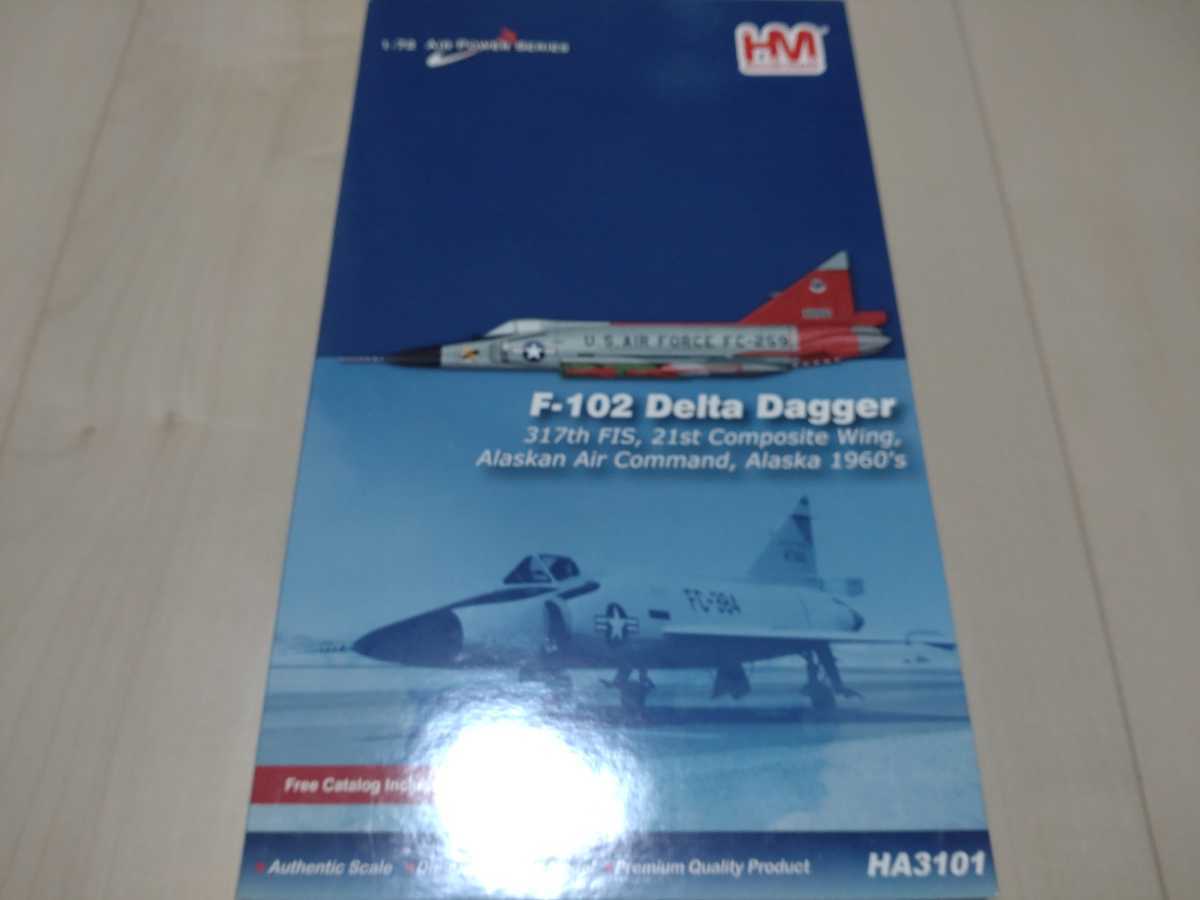 1:72 AIR POWER SERIES
HM
U.S. AIR FORCE FC-259
F-102 Delta Dagger
317th FIS, 21st Composite Wing,
Alaskan Air Command, Alaska 1960's
FC-384
Free Catalog
Authentic Scale Premium Quality Product
HA3101